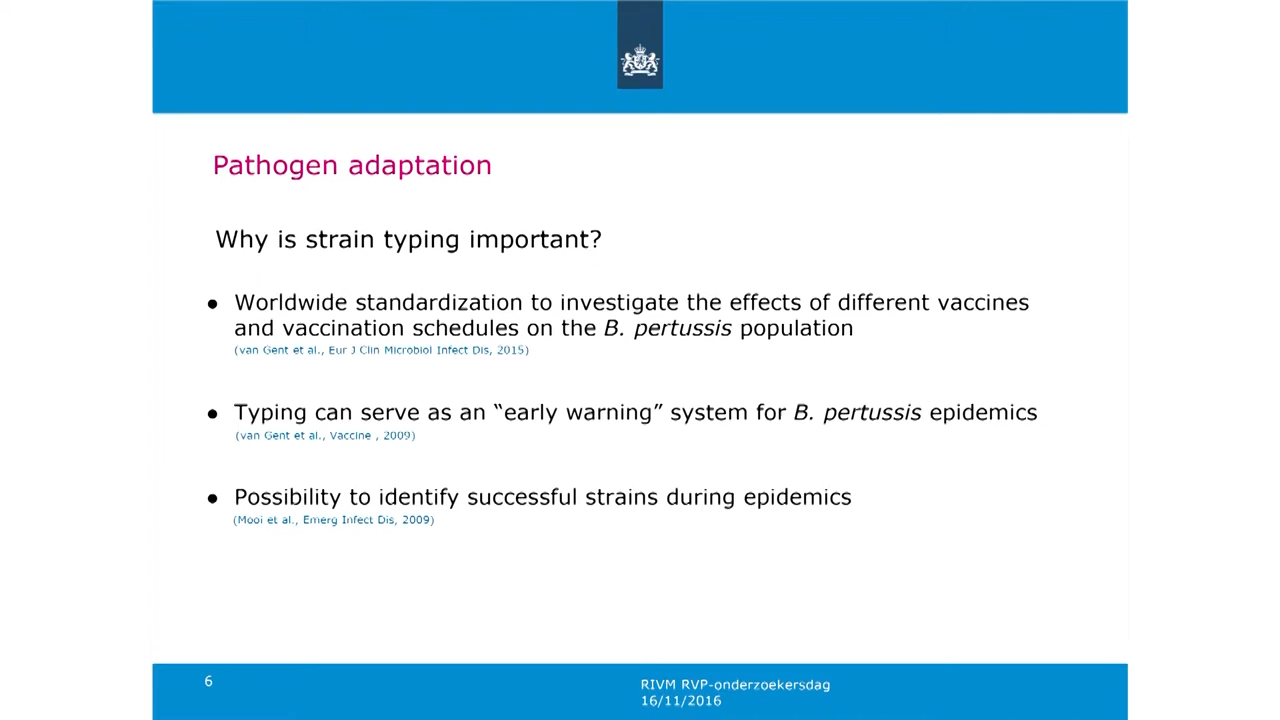 Pathogen adaptation
Why is strain typing important?
● Worldwide standardization to investigate the effects of different vaccines
and vaccination schedules on the B. pertussis population
(van Gent et al., Eur J Clin Microbiol Infect Dis, 2015)
● Typing can serve as an “early warning” system for B. pertussis epidemics
(van Gent et al., Vaccine , 2009)
● Possibility to identify successful strains during epidemics
(Mooi et al., Emerg Infect Dis, 2009)
6
RIVM RVP-onderzoekersdag
16/11/2016